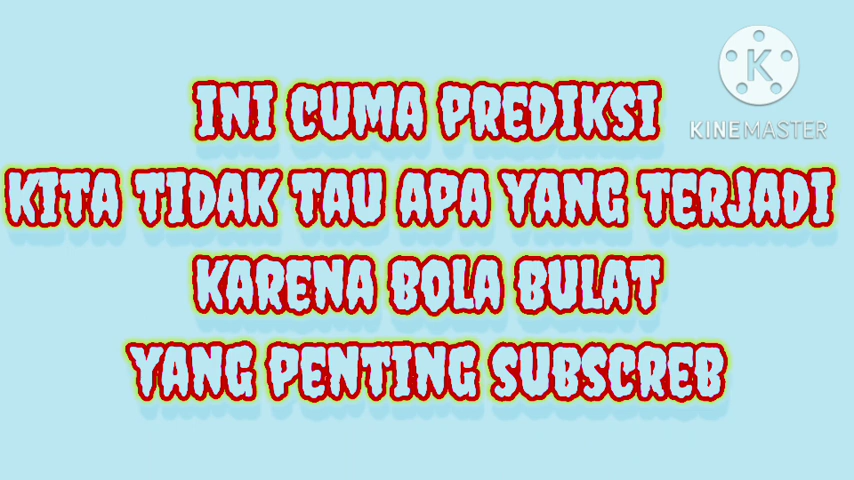 K
KINEMASTER
INI CUMA PREDIKSI
KITA TIDAK TAU APA YANG TERJADI
KARENA BOLA BULAT
YANG PENTING SUBSCREB